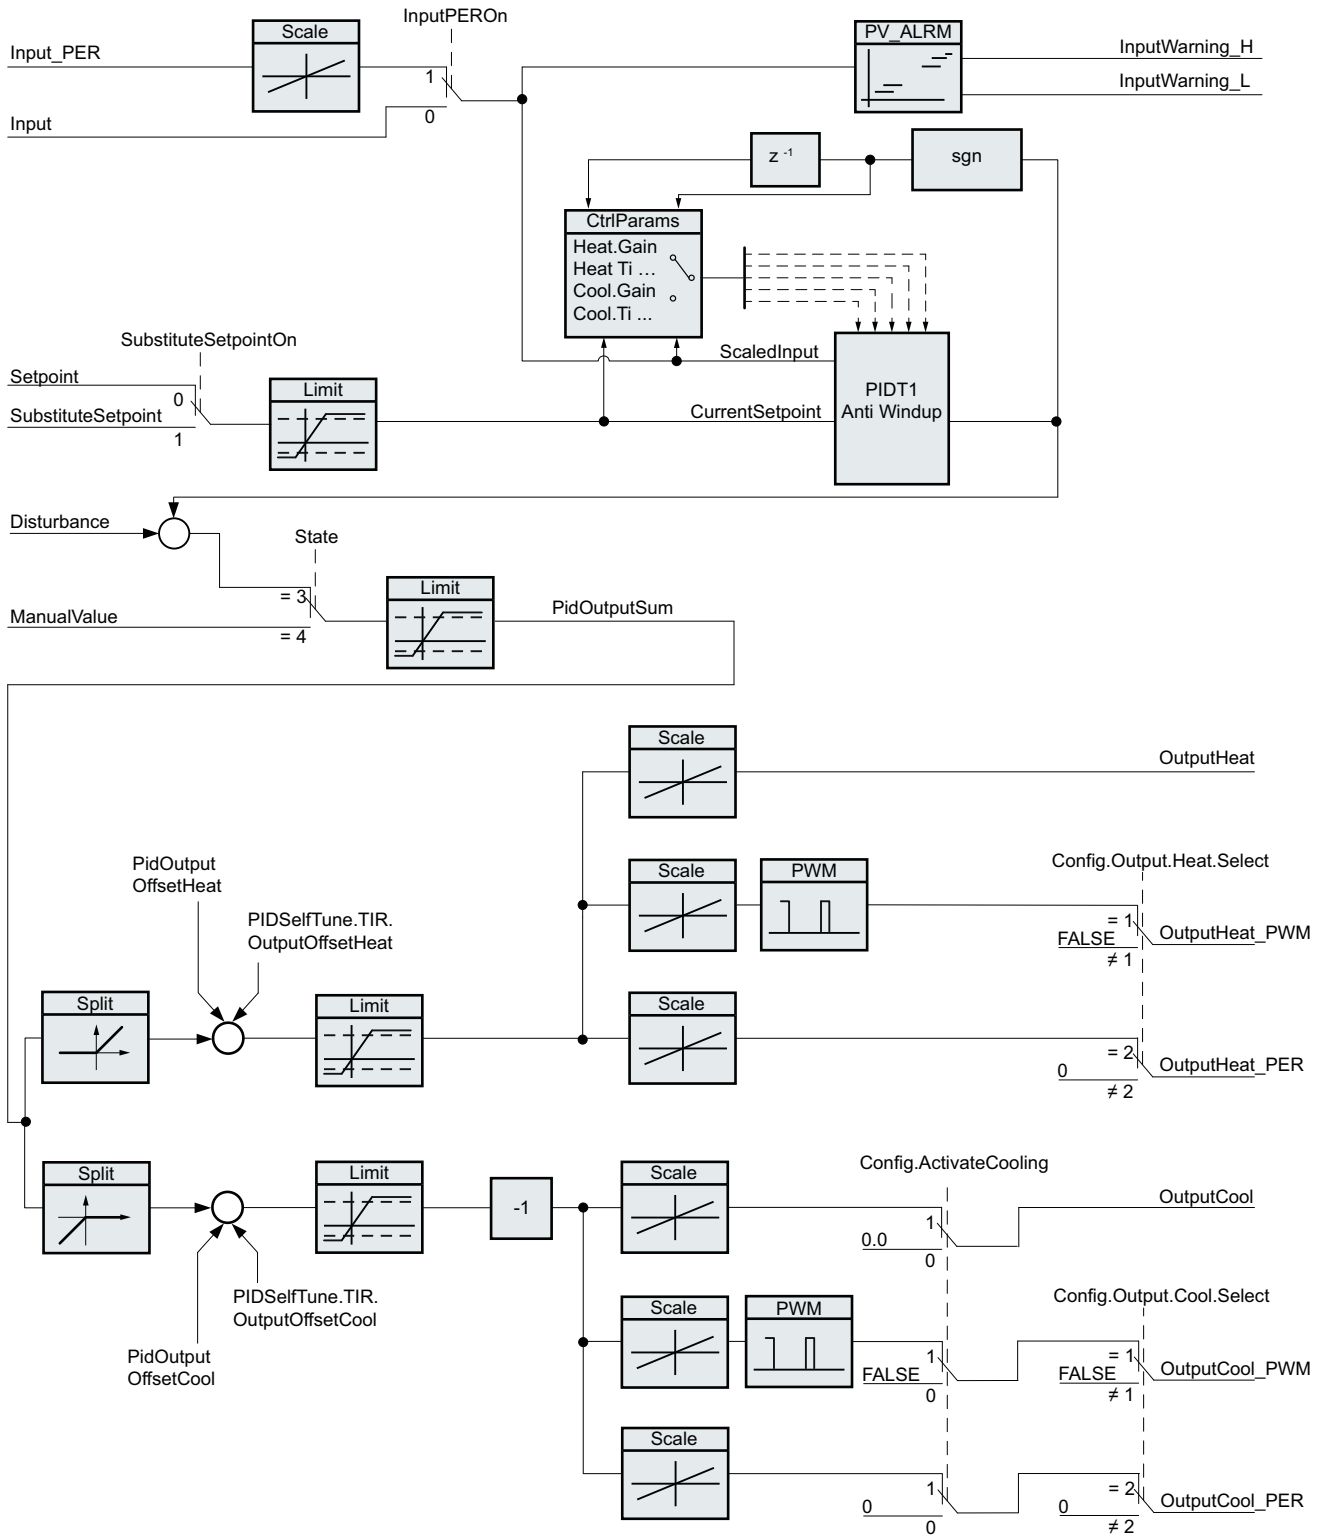 InputPEROn
Scale
PV_ALRM
Input_PER
InputWarning_H
1
InputWarning_L
0
Input
z -1
sgn
CtrlParams
Heat.Gain
Heat Ti ...
Cool.Gain
Cool.Ti ...
SubstituteSetpointOn
ScaledInput
Setpoint
0
Limit
PIDT1
Anti Windup
SubstituteSetpoint
CurrentSetpoint
1
Disturbance
State
= 3
Limit
PidOutputSum
ManualValue
= 4
Scale
OutputHeat
PidOutput
OffsetHeat
Scale
PWM
Config.Output.Heat.Select
PIDSelfTune.TIR.
OutputOffsetHeat
= 1
OutputHeat_PWM
FALSE
≠ 1
Split
Limit
Scale
= 2
OutputHeat_PER
0
≠ 2
Config.ActivateCooling
Split
Limit
Scale
OutputCool
-1
1
0.0
0
PIDSelfTune.TIR.
OutputOffsetCool
Scale
PWM
Config.Output.Cool.Select
PidOutput
OffsetCool
1
FALSE
0
= 1
FALSE
≠ 1
OutputCool_PWM
Scale
1
0
0
= 2
0
≠ 2
OutputCool_PER